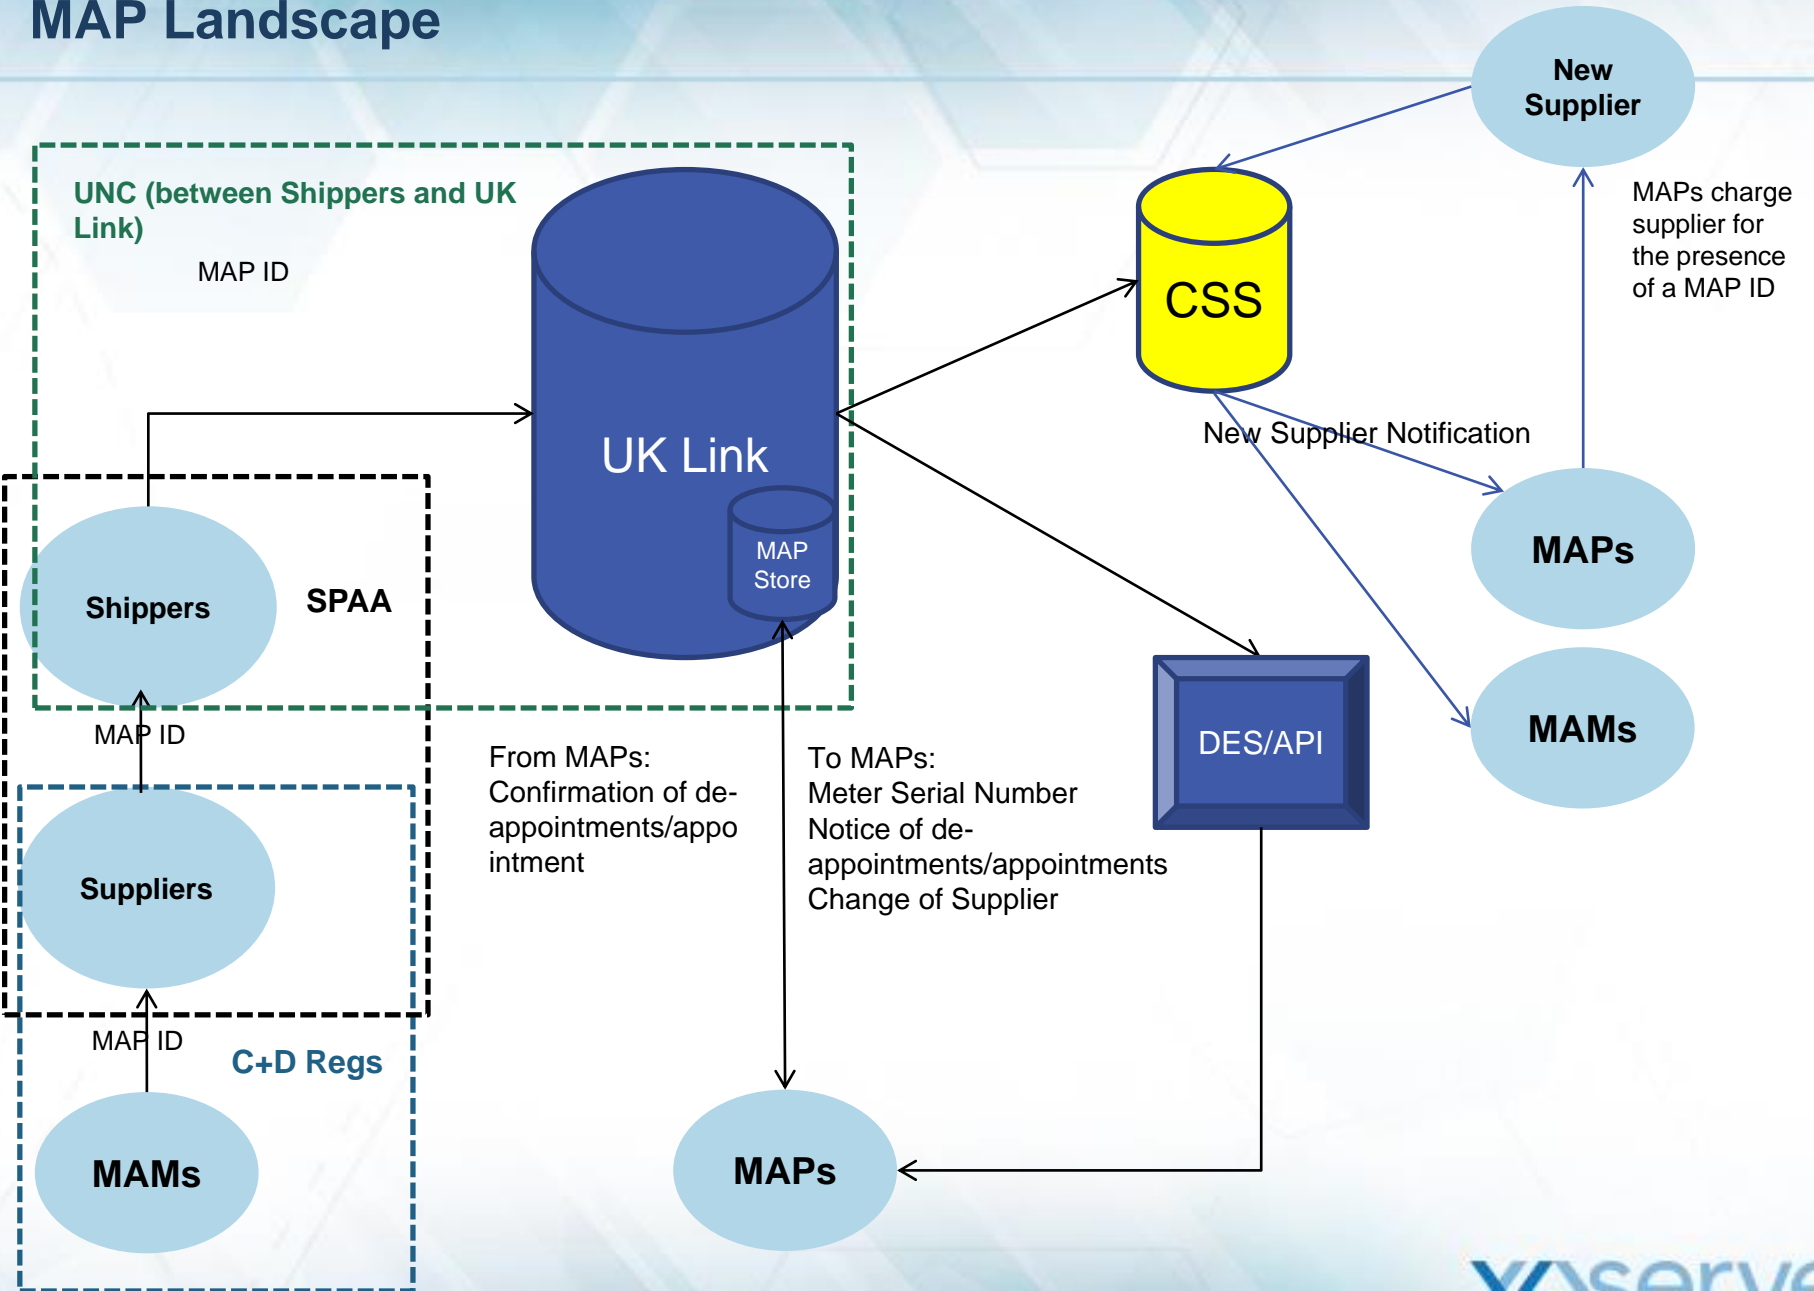 MAP Landscape
New
Supplier
UNC (between Shippers and UK
Link)
MAP ID
MAPs charge
supplier for
the presence
of a MAP ID
CSS
UK Link
New Supplier Notification
MAP
Store
MAPs
Shippers
SPAA
MAP ID
MAMs
DES/API
From MAPs:
Confirmation of de-
appointments/appo
intment
To MAPs:
Meter Serial Number
Notice of de-
appointments/appointments
Change of Supplier
Suppliers
MAP ID
C+D Regs
MAMs
MAPs
xoserve